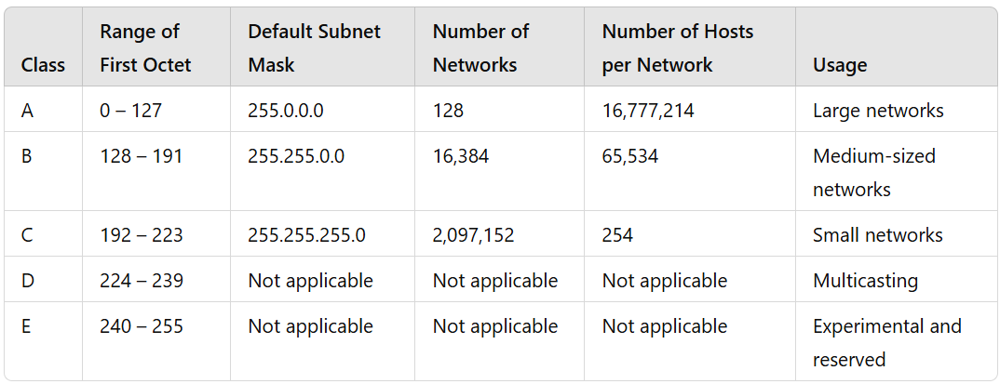 Class Range of First Octet Default Subnet Mask Number of Networks Number of Hosts per Network Usage
A 0 – 127 255.0.0.0 128 16,777,214 Large networks
B 128 – 191 255.255.0.0 16,384 65,534 Medium-sized networks
C 192 – 223 255.255.255.0 2,097,152 254 Small networks
D 224 – 239 Not applicable Not applicable Not applicable Multicasting
E 240 – 255 Not applicable Not applicable Not applicable Experimental and reserved